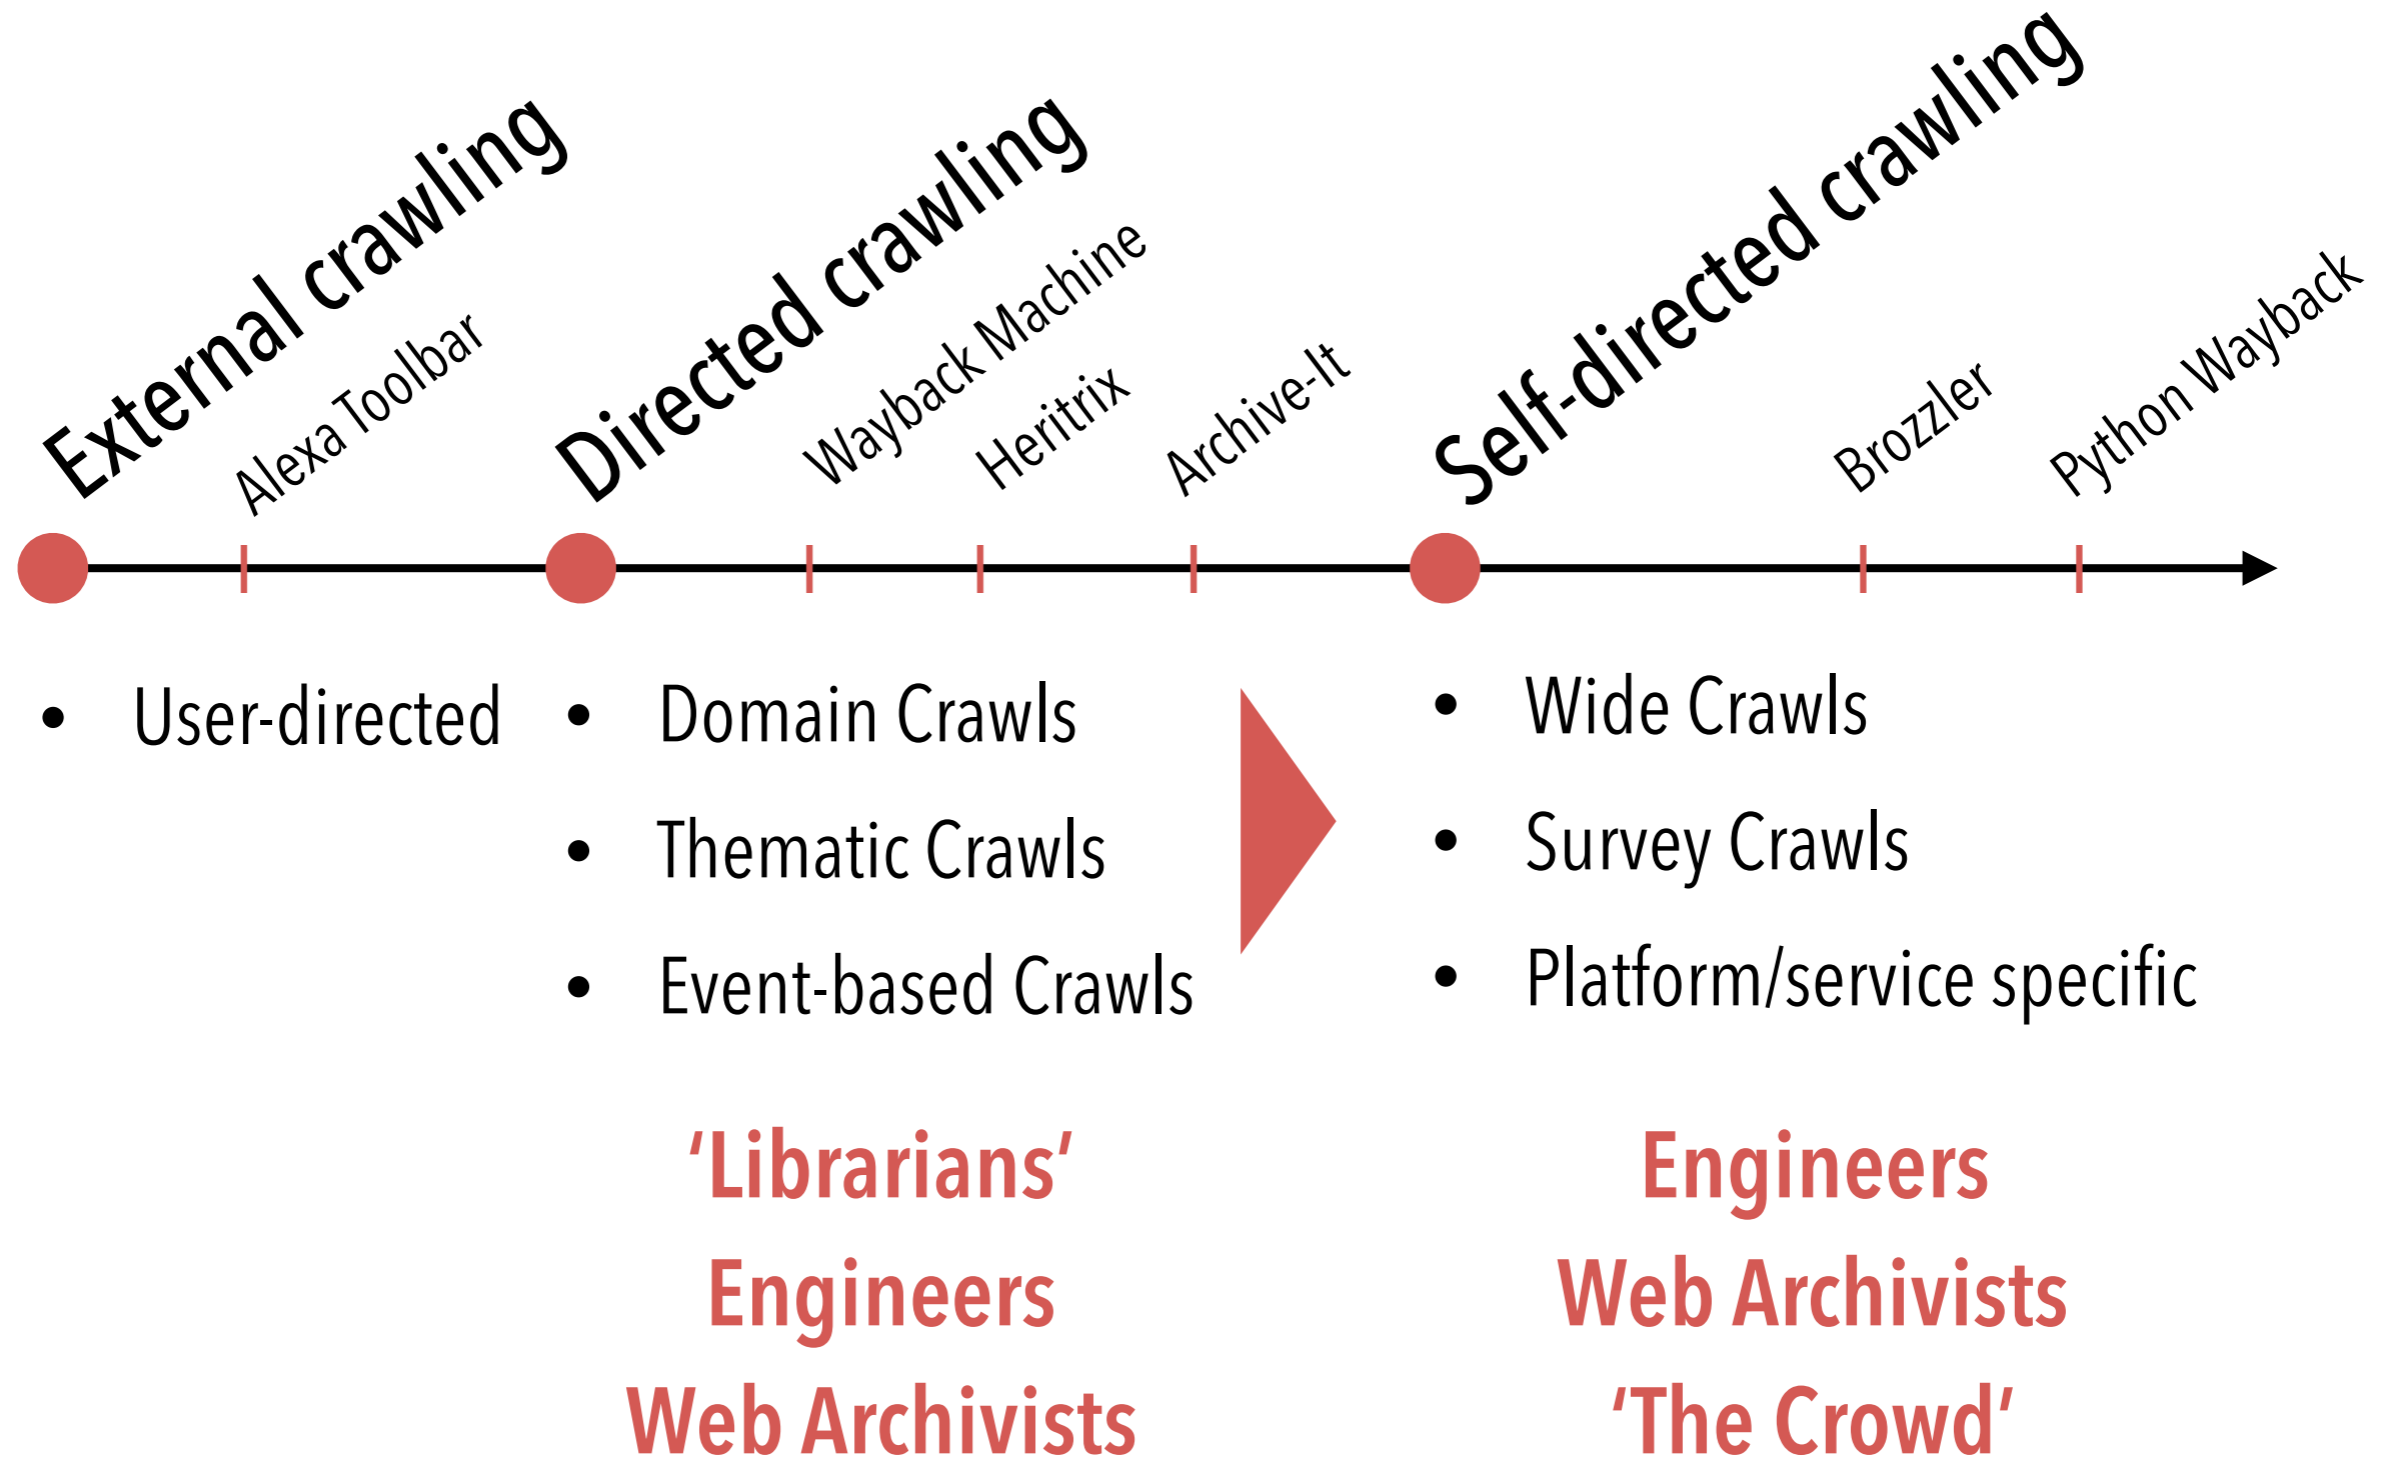 External crawling
Alexa Toolbar
Directed crawling
Wayback Machine
Heritrix
Archive-It
Self-directed crawling
Brozzler
Python Wayback
• User-directed
• Domain Crawls
• Thematic Crawls
• Event-based Crawls
‘Librarians’
Engineers
Web Archivists
• Wide Crawls
• Survey Crawls
• Platform/service specific
Engineers
Web Archivists
‘The Crowd’